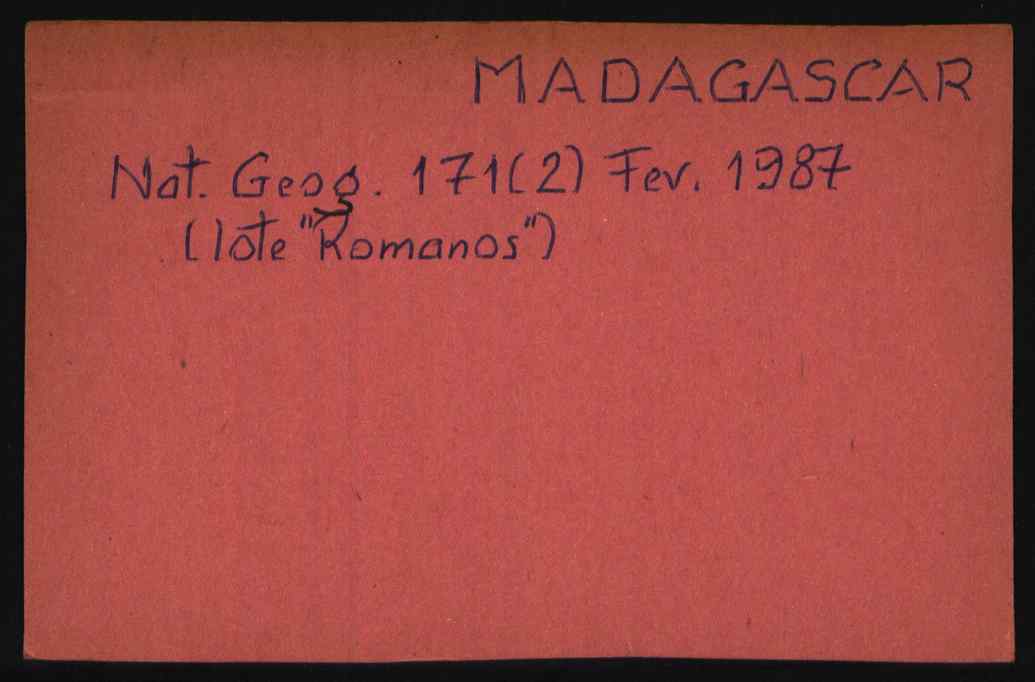 MADAGASCAR
Nat. Geog. 171(2) Fev. 1987
(lote "Romanos")